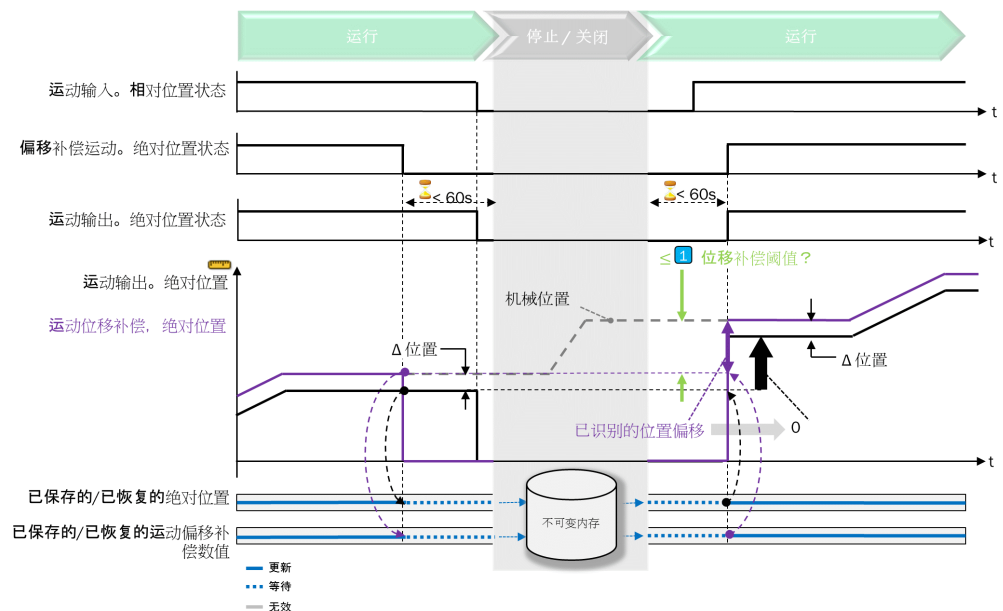 运行
停止 / 关闭
运行
运动输入。相对位置状态
t
偏移补偿运动。绝对位置状态
t
< 60s
< 60s
运动输出。绝对位置状态
t
≤ 1 位移补偿阈值?
运动输出。绝对位置
机械位置
运动位移补偿,绝对位置
Δ 位置
Δ 位置
已识别的位置偏移
0
t
已保存的/已恢复的绝对位置
不可变内存
已保存的/已恢复的运动偏移补
偿数值
更新
等待
无效